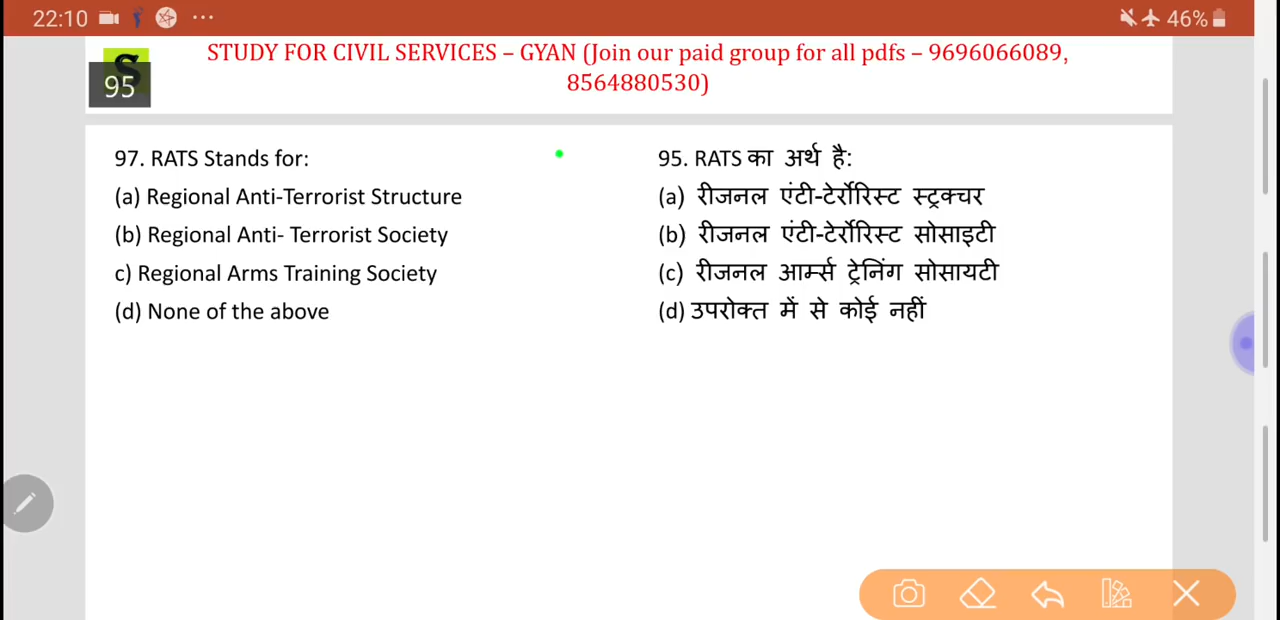 22:10
46%
STUDY FOR CIVIL SERVICES – GYAN (Join our paid group for all pdfs – 9696066089,
8564880530)
S
95
97. RATS Stands for:
(a) Regional Anti-Terrorist Structure
(b) Regional Anti- Terrorist Society
c) Regional Arms Training Society
(d) None of the above
95. RATS का अर्थ है:
(a) रीजनल एंटी-टेर्रोरिस्ट स्ट्रक्चर
(b) रीजनल एंटी-टेर्रोरिस्ट सोसाइटी
(c) रीजनल आर्म्स ट्रेनिंग सोसायटी
(d) उपरोक्त में से कोई नहीं